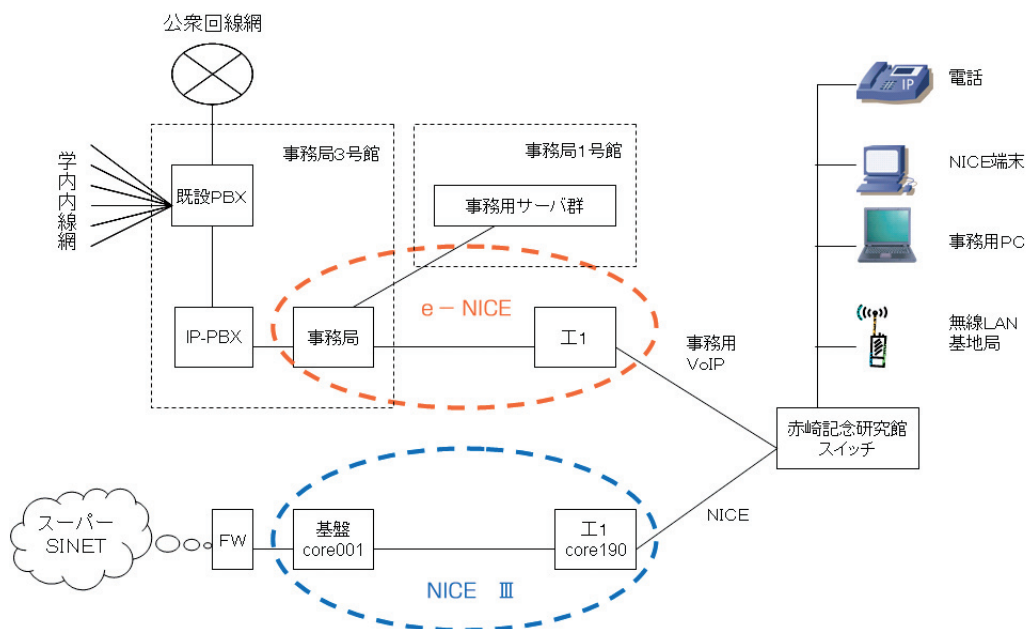 公衆回線網
事務局3号館
事務局1号館
学内内線網
既設PBX
事務用サーバ群
e－NICE
IP-PBX
事務局
工1
事務用
VoIP
電話
IP
NICE端末
事務用PC
無線LAN
基地局
赤崎記念研究館
スイッチ
スーパー
SINET
FW
基盤
core001
工1
core190
NICE
NICE Ⅲ